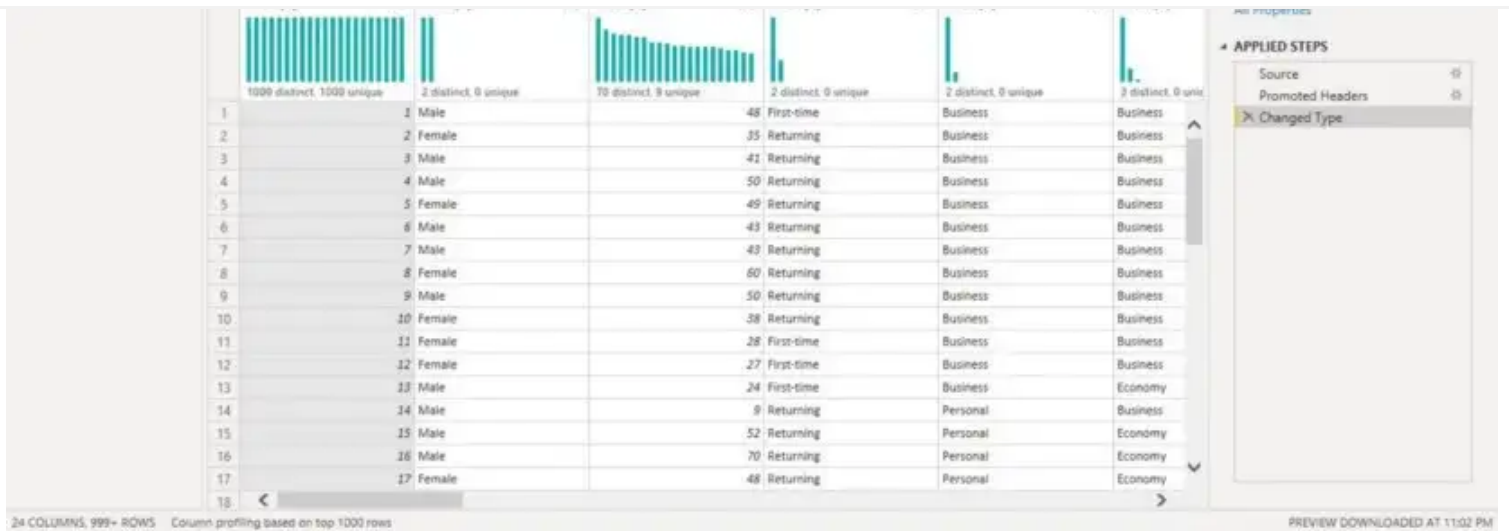 All Properties
APPLIED STEPS
Source
Promoted Headers
Changed Type
1000 distinct, 1000 unique 2 distinct, 0 unique 70 distinct, 9 unique 2 distinct, 0 unique 2 distinct, 0 unique 3 distinct, 0 unic
1 1 Male 48 First-time Business Business
2 2 Female 35 Returning Business Business
3 3 Male 41 Returning Business Business
4 4 Male 50 Returning Business Business
5 5 Female 49 Returning Business Business
6 6 Male 43 Returning Business Business
7 7 Male 43 Returning Business Business
8 8 Female 60 Returning Business Business
9 9 Male 50 Returning Business Business
10 10 Female 38 Returning Business Business
11 11 Female 28 First-time Business Business
12 12 Female 27 First-time Business Business
13 13 Male 24 First-time Business Economy
14 14 Male 9 Returning Personal Business
15 15 Male 52 Returning Personal Economy
16 16 Male 70 Returning Personal Economy
17 17 Female 48 Returning Personal Economy
18
24 COLUMNS, 999+ ROWS Column profiling based on top 1000 rows PREVIEW DOWNLOADED AT 11:02 PM